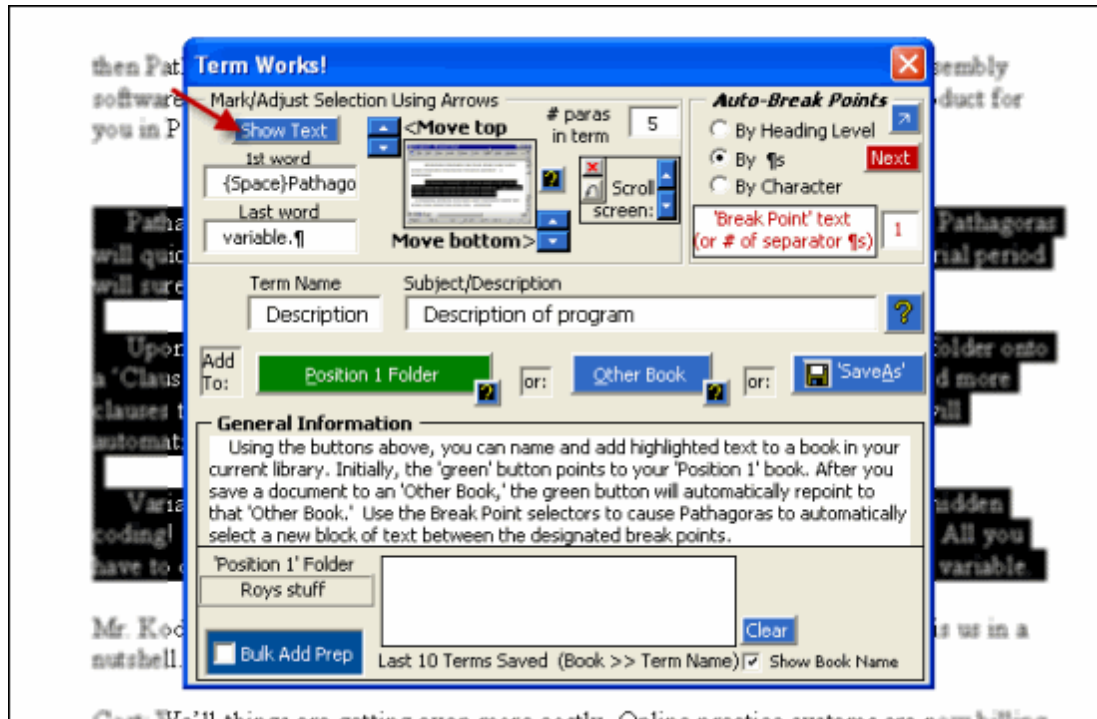 then Pat
sembly
software
duct for
you in P
Term Works!
Mark/Adjust Selection Using Arrows
Show Text
1st word
{Space}Pathago
Last word
variable.¶
<Move top
Move bottom>
# paras
in term
5
Scroll
screen:
Auto-Break Points
By Heading Level
By ¶s
Next
By Character
'Break Point' text
(or # of separator ¶s)
1
Patha
Pathagoras
will quic
rial period
will sure
Term Name
Description
Subject/Description
Description of program
Upon
folder onto
a 'Claus
d more
clauses t
will
automat
Add
To:
Position 1 Folder
or:
Other Book
or:
'SaveAs'
General Information
Using the buttons above, you can name and add highlighted text to a book in your
current library. Initially, the 'green' button points to your 'Position 1' book. After you
save a document to an 'Other Book,' the green button will automatically repoint to
that 'Other Book.' Use the Break Point selectors to cause Pathagoras to automatically
select a new block of text between the designated break points.
Varia
hidden
coding!
All you
have to
variable.
'Position 1' Folder
Roys stuff
Bulk Add Prep
Clear
Last 10 Terms Saved (Book >> Term Name)
Show Book Name
Mr. Kod
is us in a
nutshell.